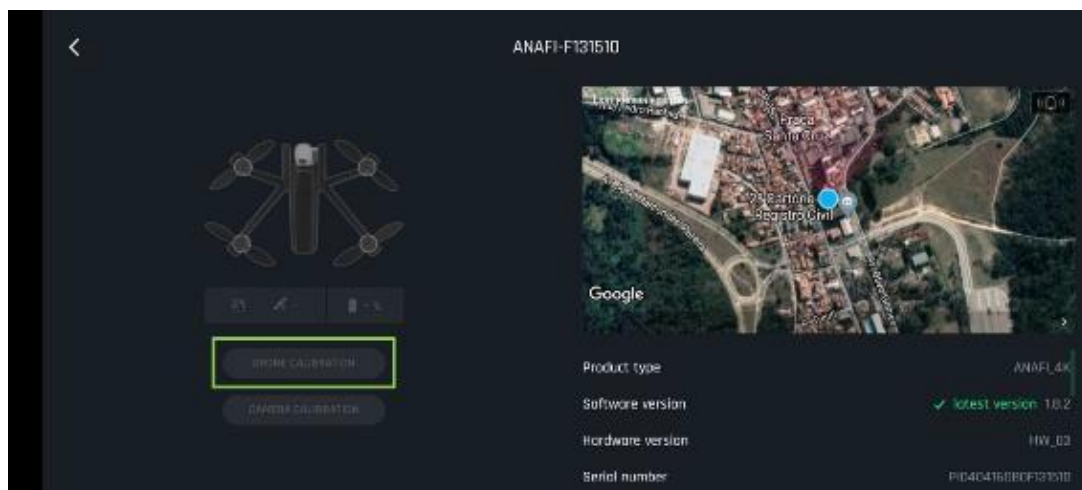 ANAFI-F131510
Praça
Santa Cruz
2º Cartório
Registro Civil
Google
DRONE CALIBRATION
CAMERA CALIBRATION
Product type
ANAFI_4K
Software version
✓ latest version 1.8.2
Hardware version
HW_03
Serial number